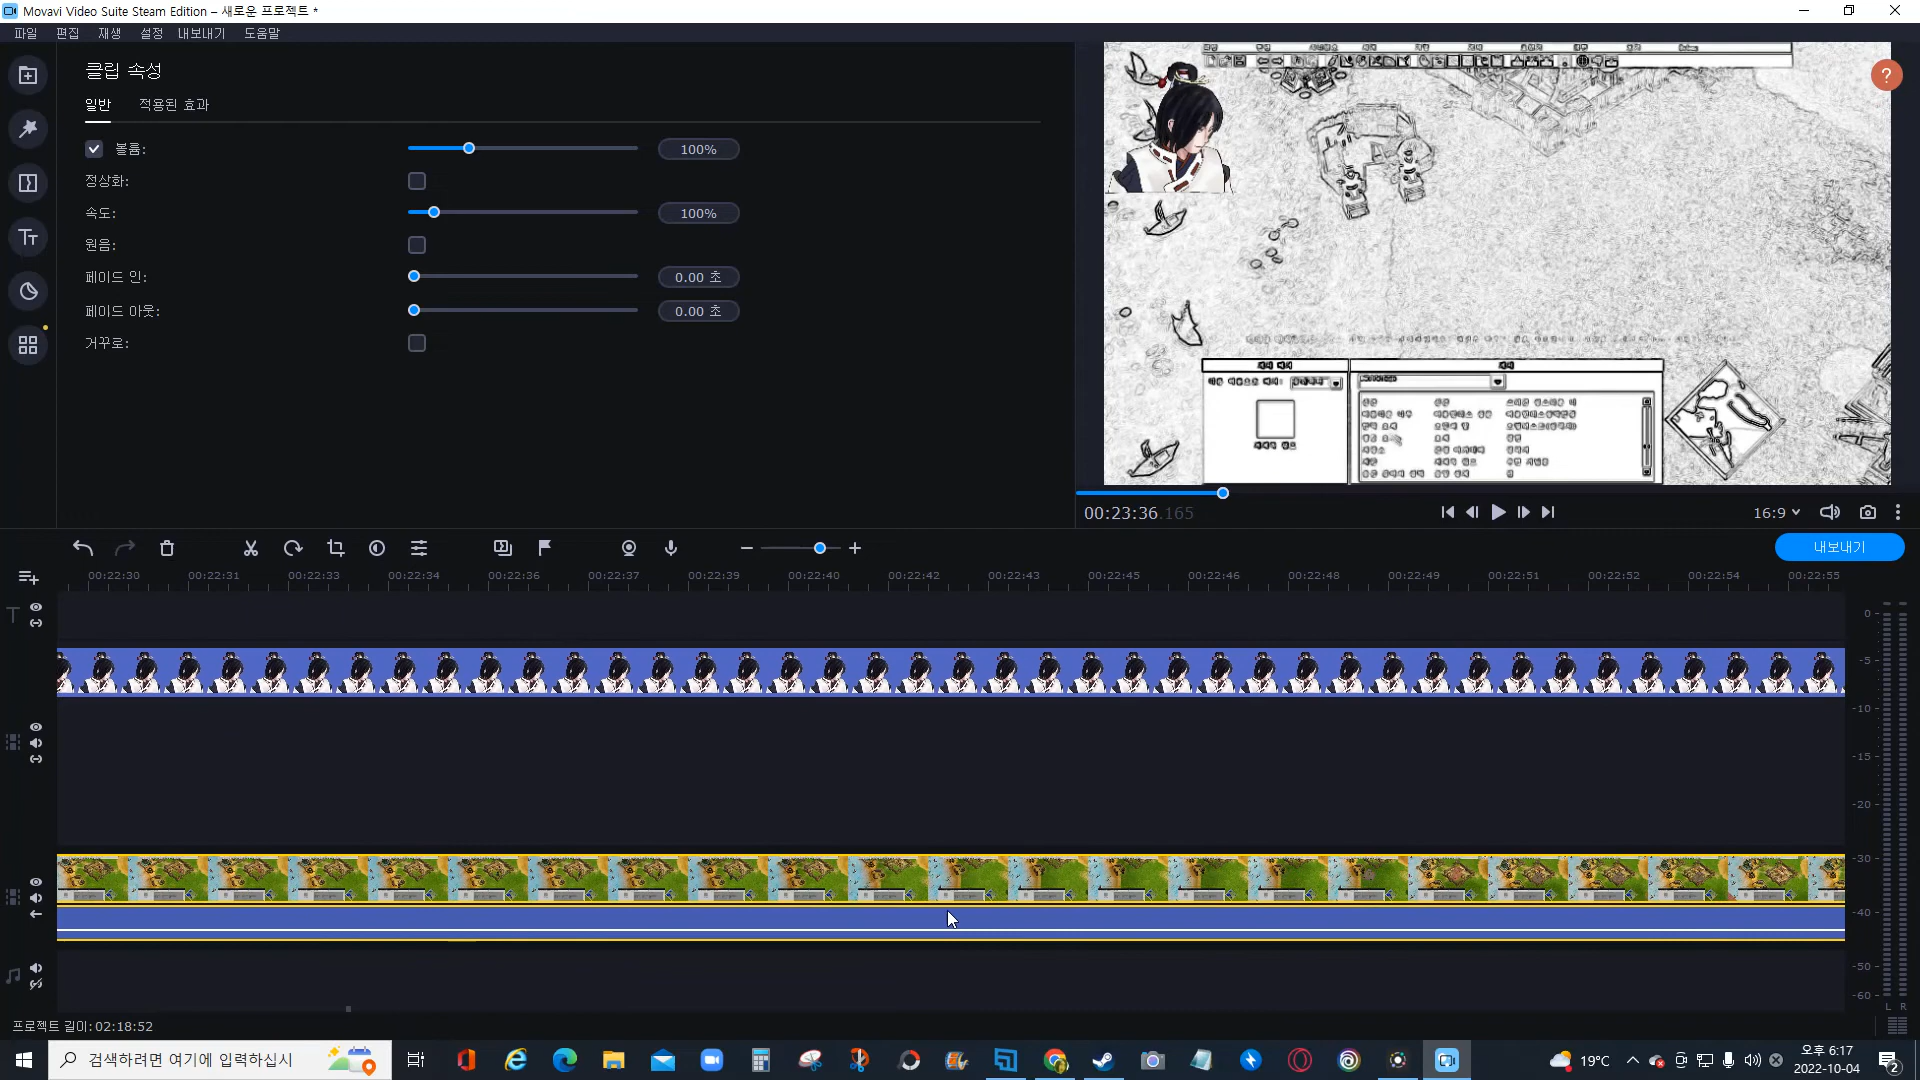 Movavi Video Suite Steam Edition – 새로운 프로젝트 *
파일 편집 재생 설정 내보내기 도움말
클립 속성
일반 적용된 효과
볼륨: 100%
정상화:
속도: 100%
원음:
페이드 인: 0.00 초
페이드 아웃: 0.00 초
거꾸로:
?
00:23:36.165
16:9
내보내기
00:22:30 00:22:31 00:22:33 00:22:34 00:22:36 00:22:37 00:22:39 00:22:40 00:22:42 00:22:43 00:22:45 00:22:46 00:22:48 00:22:49 00:22:51 00:22:52 00:22:54 00:22:55
0
-5
-10
-15
-20
-30
-40
-50
-60
L R
프로젝트 길이: 02:18:52
검색하려면 여기에 입력하십시
19°C
오후 6:17
2022-10-04
2